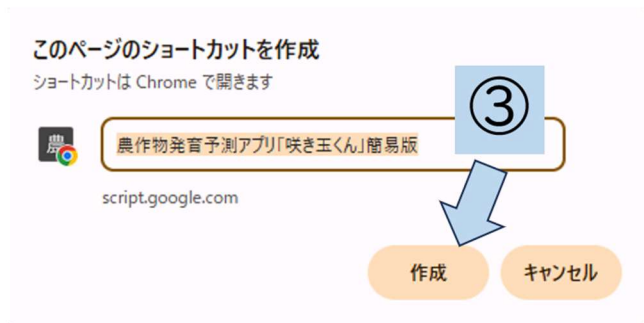 このページのショートカットを作成
ショートカットは Chrome で開きます
③
農
農作物発育予測アプリ「咲き玉くん」簡易版
script.google.com
作成
キャンセル